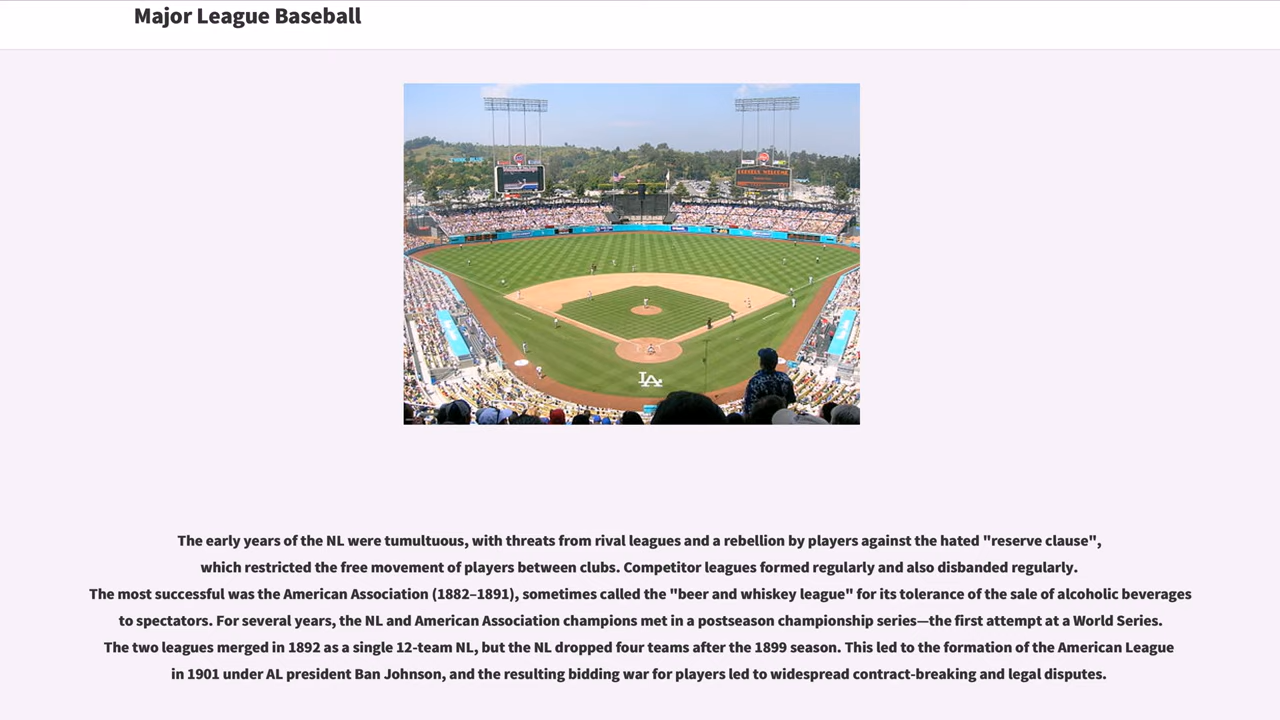 Major League Baseball
LA
The early years of the NL were tumultuous, with threats from rival leagues and a rebellion by players against the hated "reserve clause",
which restricted the free movement of players between clubs. Competitor leagues formed regularly and also disbanded regularly.
The most successful was the American Association (1882–1891), sometimes called the "beer and whiskey league" for its tolerance of the sale of alcoholic beverages
to spectators. For several years, the NL and American Association champions met in a postseason championship series—the first attempt at a World Series.
The two leagues merged in 1892 as a single 12-team NL, but the NL dropped four teams after the 1899 season. This led to the formation of the American League
in 1901 under AL president Ban Johnson, and the resulting bidding war for players led to widespread contract-breaking and legal disputes.